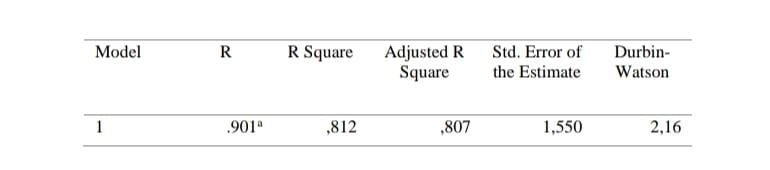 Model R R Square Adjusted R Std. Error of Durbin-
Square the Estimate Watson
1 .901ᵃ ,812 ,807 1,550 2,16